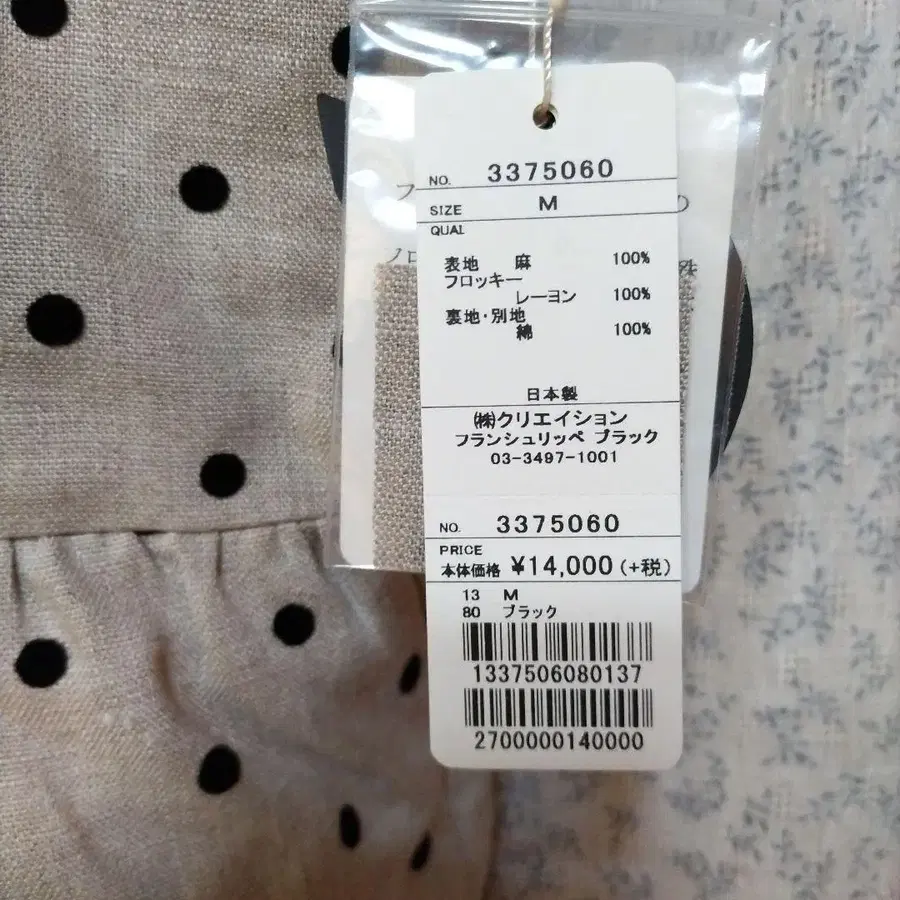 NO. 3375060
SIZE M
QUAL
表地 麻 100%
フロッキー
レーヨン 100%
裏地・別地
綿 100%
日本製
㈱クリエイション
フランシュリッペ ブラック
03-3497-1001
NO. 3375060
PRICE
本体価格 ¥14,000(+税)
13 M
80 ブラック
1337506080137
2700000140000